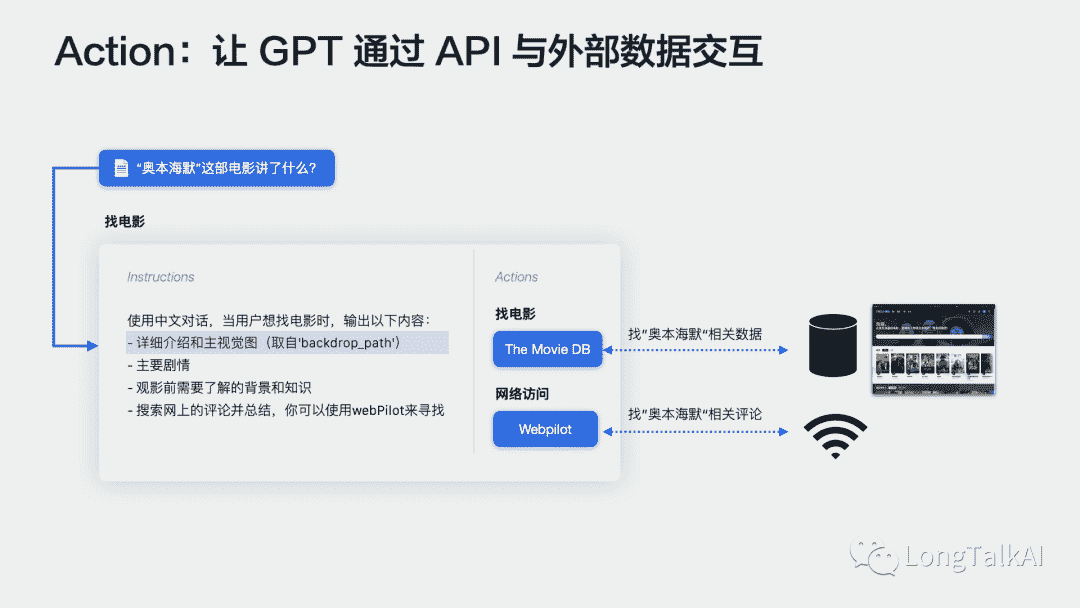 Action：让 GPT 通过 API 与外部数据交互
“奥本海默”这部电影讲了什么?
找电影
Instructions
使用中文对话，当用户想找电影时，输出以下内容：
- 详细介绍和主视觉图（取自'backdrop_path'）
- 主要剧情
- 观影前需要了解的背景和知识
- 搜索网上的评论并总结，你可以使用webPilot来寻找
Actions
找电影
The Movie DB
找”奥本海默“相关数据
网络访问
Webpilot
找”奥本海默“相关评论
LongTalkAI